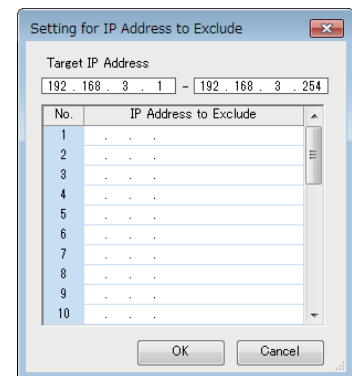 Setting for IP Address to Exclude
Target IP Address
192 . 168 . 3 . 1 - 192 . 168 . 3 . 254
No. IP Address to Exclude
1 . . .
2 . . .
3 . . .
4 . . .
5 . . .
6 . . .
7 . . .
8 . . .
9 . . .
10 . . .
OK Cancel